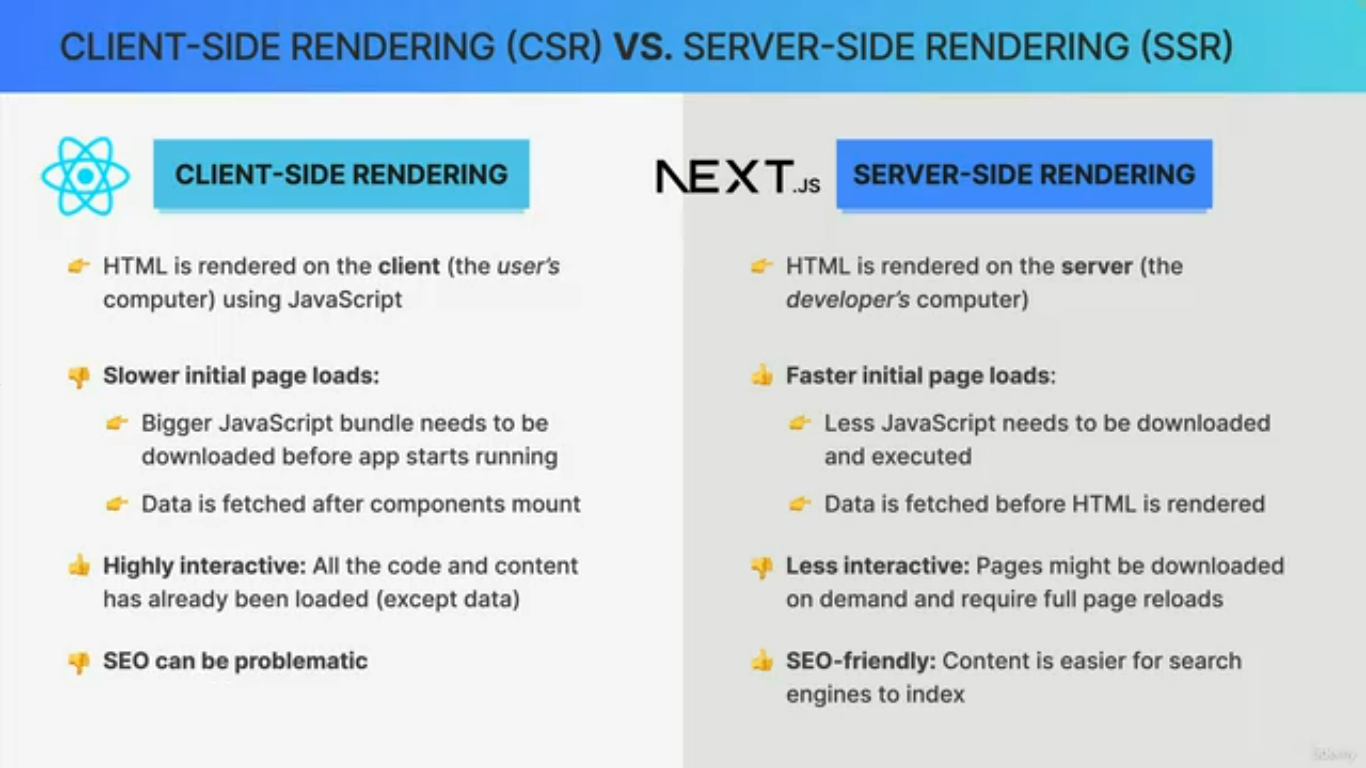 CLIENT-SIDE RENDERING (CSR) VS. SERVER-SIDE RENDERING (SSR)
CLIENT-SIDE RENDERING
HTML is rendered on the client (the user's
computer) using JavaScript
Slower initial page loads:
Bigger JavaScript bundle needs to be
downloaded before app starts running
Data is fetched after components mount
Highly interactive: All the code and content
has already been loaded (except data)
SEO can be problematic
NEXT.JS
SERVER-SIDE RENDERING
HTML is rendered on the server (the
developer's computer)
Faster initial page loads:
Less JavaScript needs to be downloaded
and executed
Data is fetched before HTML is rendered
Less interactive: Pages might be downloaded
on demand and require full page reloads
SEO-friendly: Content is easier for search
engines to index